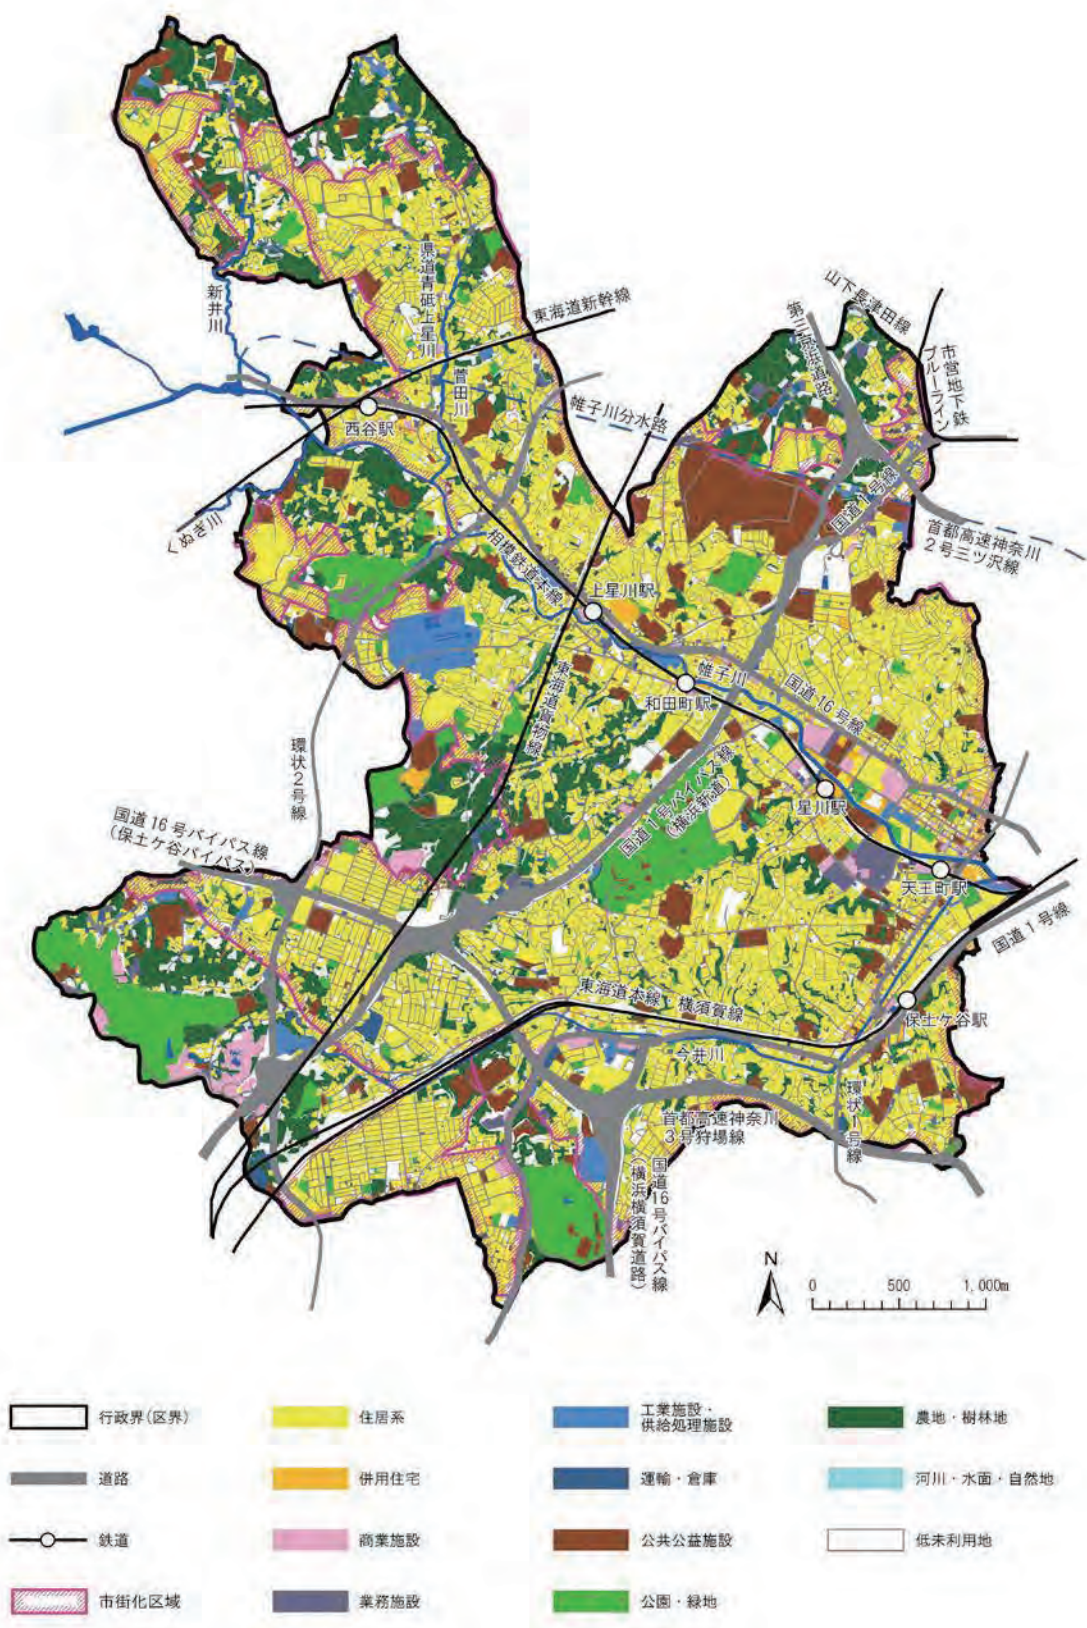 新井川
県道青砥上星川
東海道新幹線
菅田川
西谷駅
帷子川分水路
くぬぎ川
相模鉄道本線
上星川駅
山下長津田線
第三京浜道路
市営地下鉄
ブルーライン
国道1号線
首都高速神奈川
2号三ツ沢線
帷子川
和田町駅
国道16号線
東海道貨物線
環状2号線
国道16号バイパス線
(保土ケ谷バイパス)
国道1号バイパス線
(横浜新道)
星川駅
天王町駅
国道1号線
東海道本線・横須賀線
保土ケ谷駅
今井川
首都高速神奈川
3号狩場線
環状1号線
国道16号バイパス線
(横浜横須賀道路)
N
0 500 1,000m
行政界(区界)
住居系
工業施設・
供給処理施設
農地・樹林地
道路
併用住宅
運輸・倉庫
河川・水面・自然地
鉄道
商業施設
公共公益施設
低未利用地
市街化区域
業務施設
公園・緑地